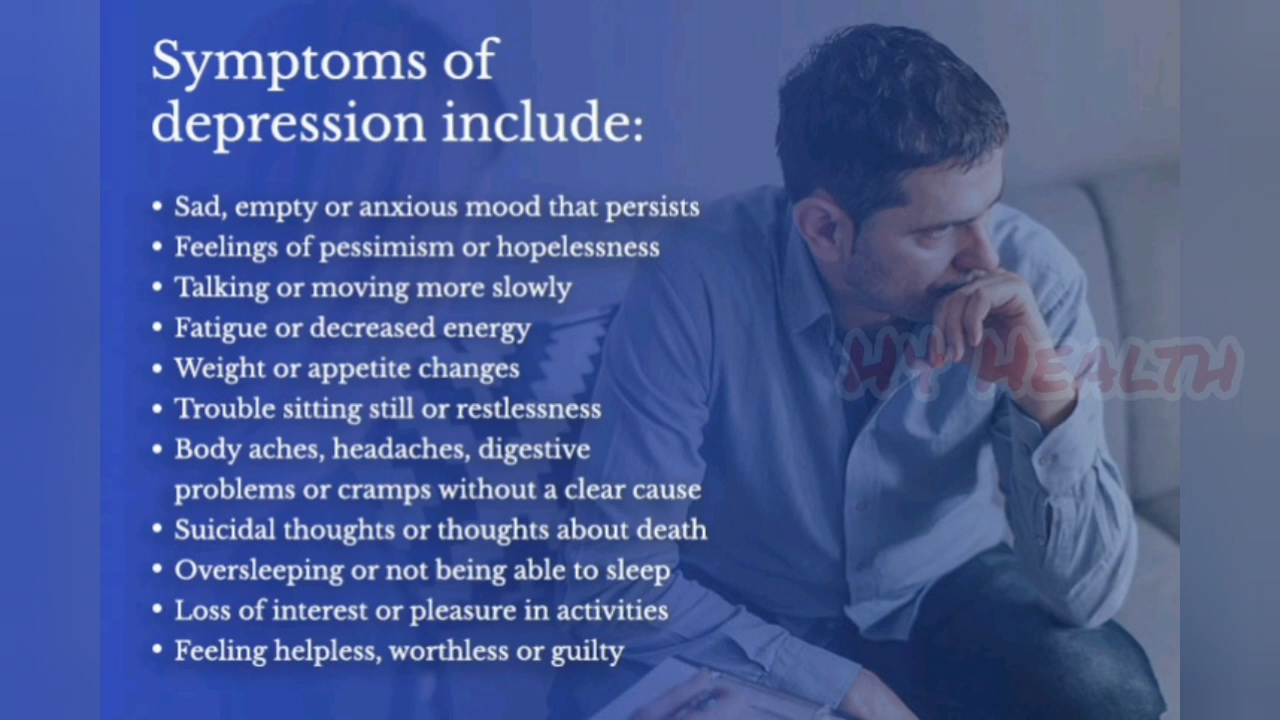 Symptoms of
depression include:
• Sad, empty or anxious mood that persists
• Feelings of pessimism or hopelessness
• Talking or moving more slowly
• Fatigue or decreased energy
• Weight or appetite changes
• Trouble sitting still or restlessness
• Body aches, headaches, digestive
problems or cramps without a clear cause
• Suicidal thoughts or thoughts about death
• Oversleeping or not being able to sleep
• Loss of interest or pleasure in activities
• Feeling helpless, worthless or guilty
HY HEALTH